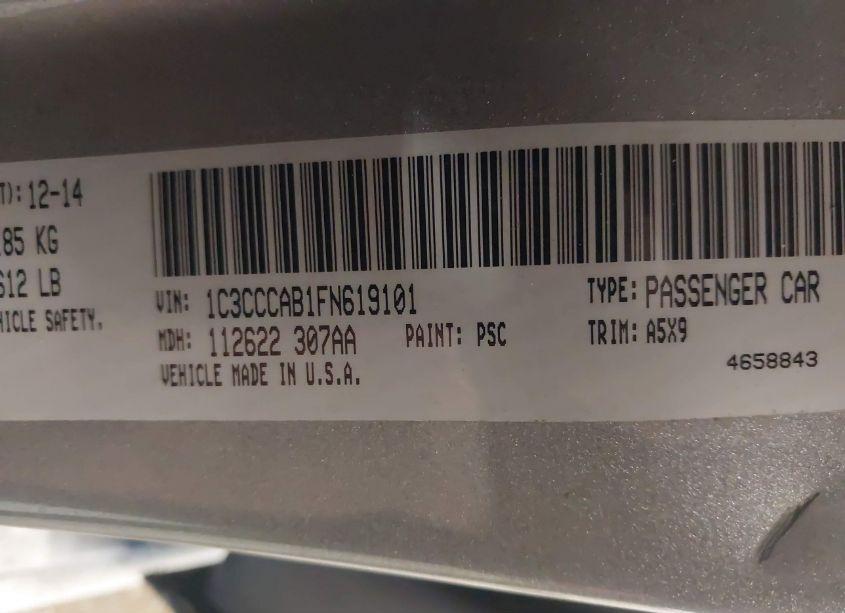 T): 12-14
85 KG
612 LB
HICLE SAFETY.
VIN: 1C3CCCAB1FN619101
TYPE: PASSENGER CAR
MDH: 112622 307AA PAINT: PSC
TRIM: A5X9
VEHICLE MADE IN U.S.A.
4658843